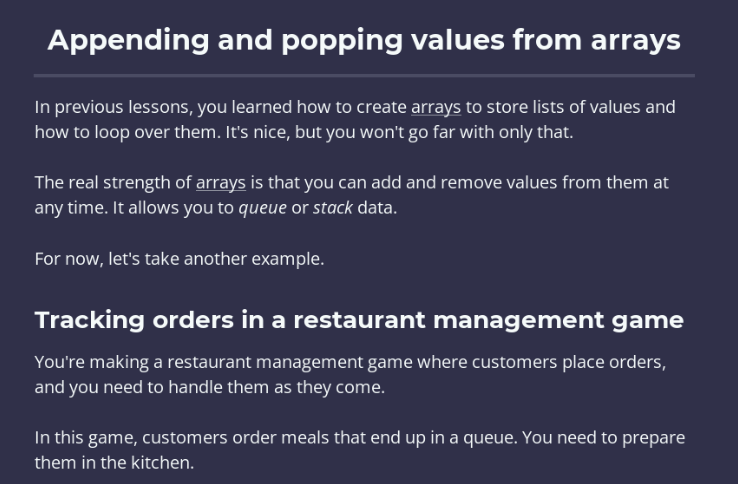 Appending and popping values from arrays
In previous lessons, you learned how to create arrays to store lists of values and
how to loop over them. It's nice, but you won't go far with only that.
The real strength of arrays is that you can add and remove values from them at
any time. It allows you to queue or stack data.
For now, let's take another example.
Tracking orders in a restaurant management game
You're making a restaurant management game where customers place orders,
and you need to handle them as they come.
In this game, customers order meals that end up in a queue. You need to prepare
them in the kitchen.